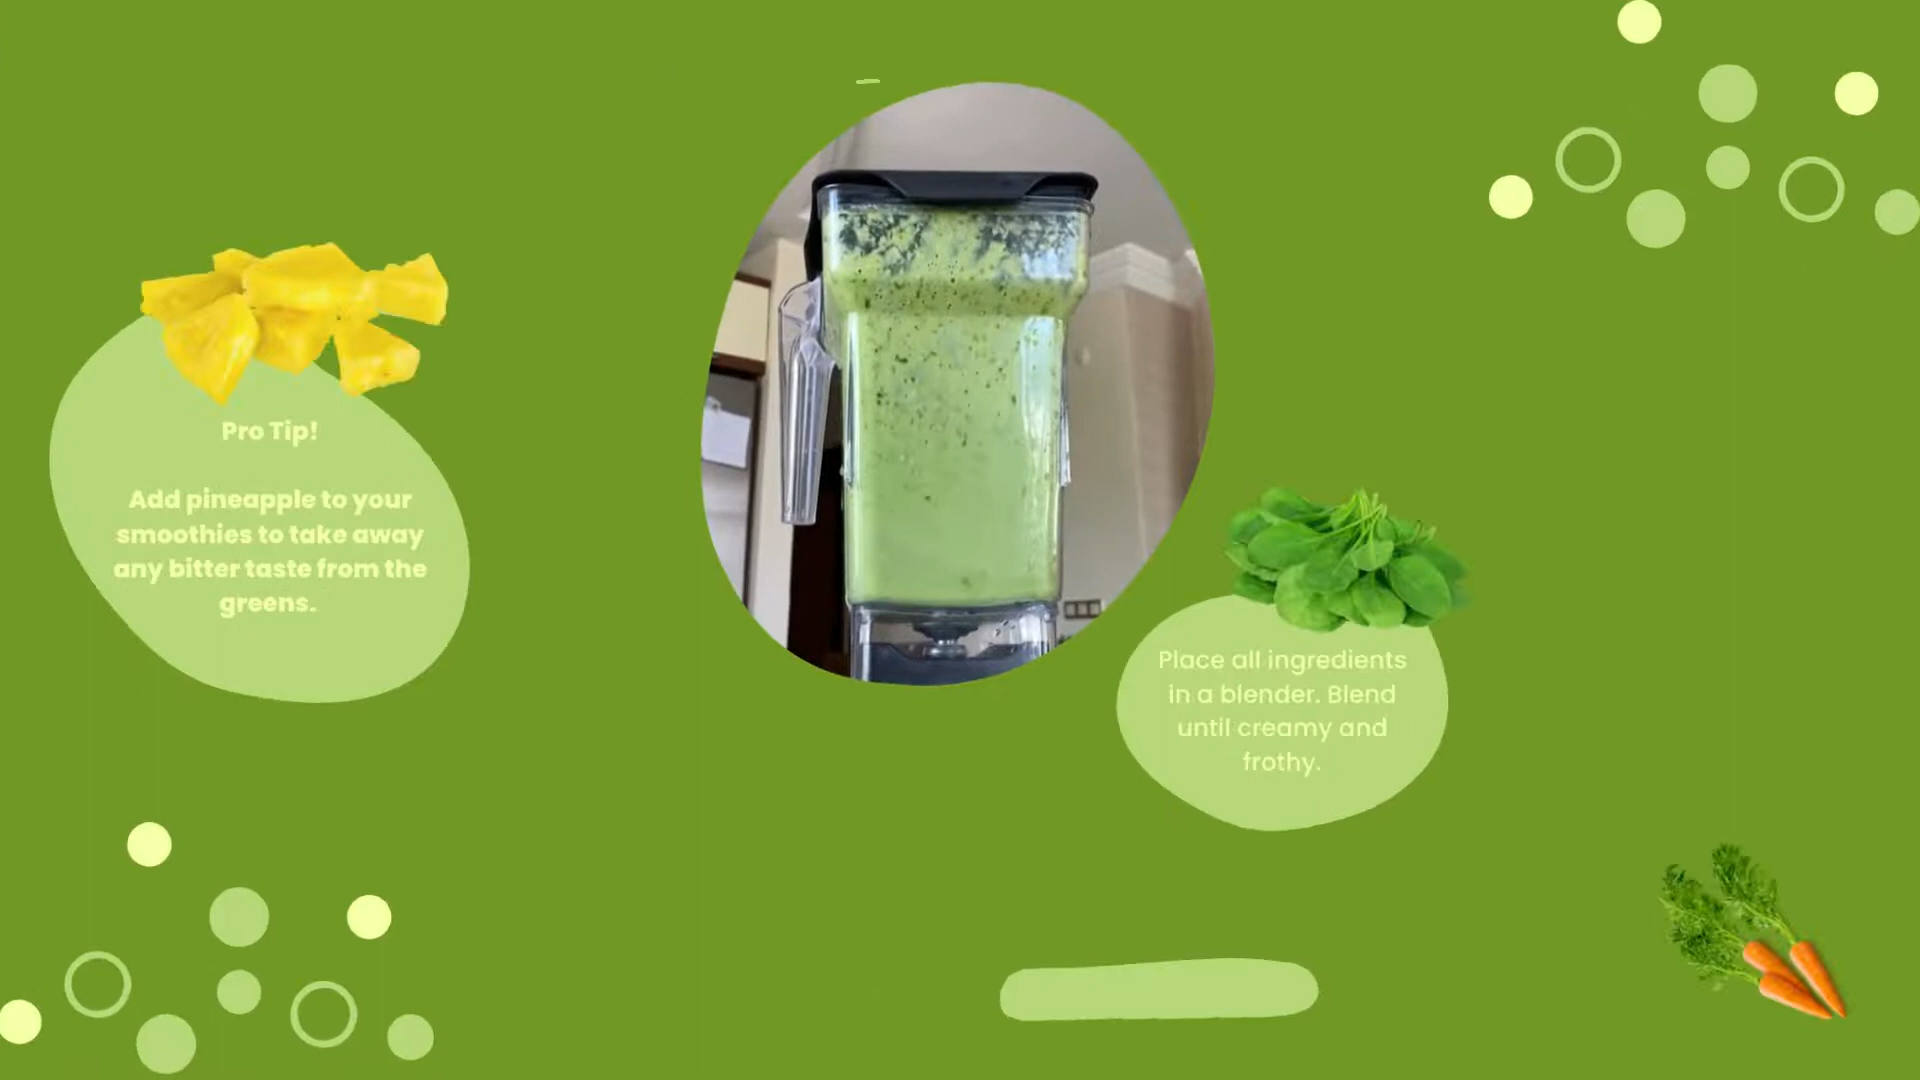 Pro Tip!
Add pineapple to your
smoothies to take away
any bitter taste from the
greens.
Place all ingredients
in a blender. Blend
until creamy and
frothy.